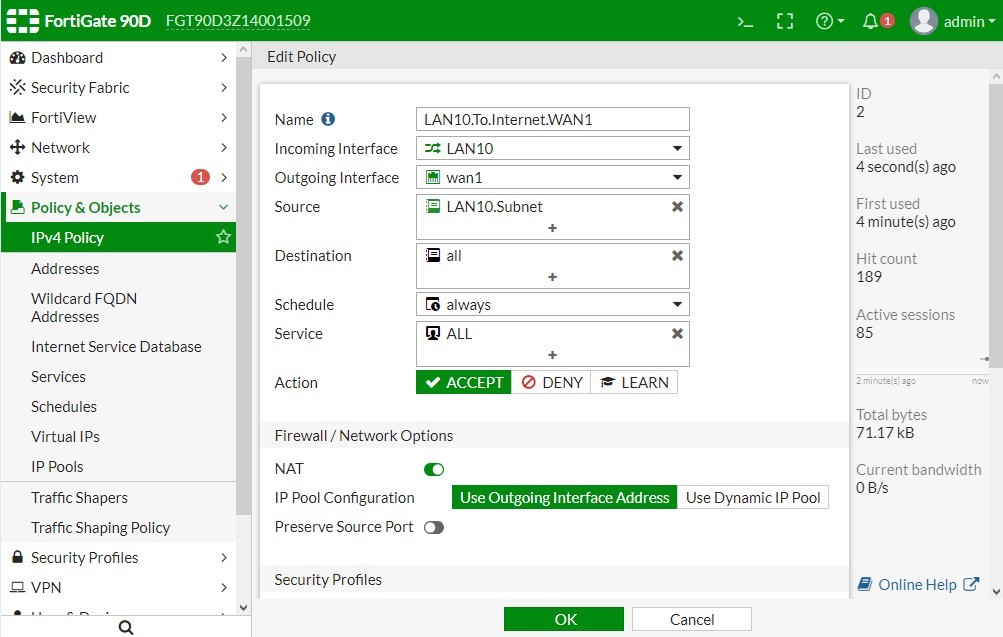 FortiGate 90D FGT90D3Z14001509 1 admin
Dashboard
Security Fabric
FortiView
Network
System 1
Policy & Objects
IPv4 Policy
Addresses
Wildcard FQDN
Addresses
Internet Service Database
Services
Schedules
Virtual IPs
IP Pools
Traffic Shapers
Traffic Shaping Policy
Security Profiles
VPN
Edit Policy
Name LAN10.To.Internet.WAN1
Incoming Interface LAN10
Outgoing Interface wan1
Source LAN10.Subnet
+
Destination all
+
Schedule always
Service ALL
+
Action ACCEPT DENY LEARN
Firewall / Network Options
NAT
IP Pool Configuration Use Outgoing Interface Address Use Dynamic IP Pool
Preserve Source Port
Security Profiles
OK Cancel
ID
2
Last used
4 second(s) ago
First used
4 minute(s) ago
Hit count
189
Active sessions
85
2 minute(s) ago now
Total bytes
71.17 kB
Current bandwidth
0 B/s
Online Help